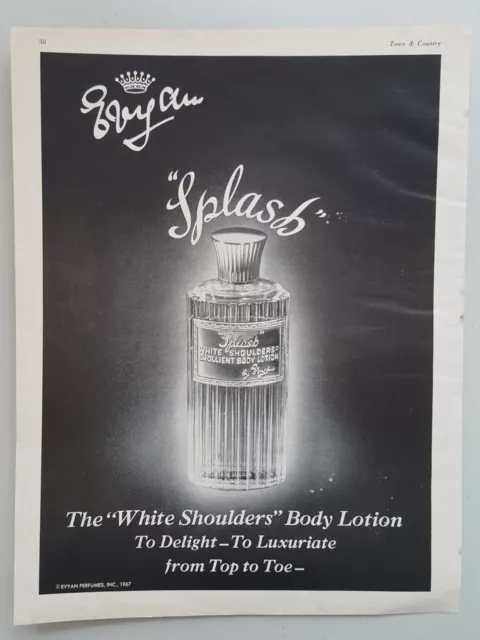 Town & Country
Evyan
"Splash"
"Splash"
WHITE "SHOULDERS"
EMOLLIENT BODY LOTION
By Evyan
The "White Shoulders" Body Lotion
To Delight – To Luxuriate
from Top to Toe –
© EVYAN PERFUMES, INC., 1967